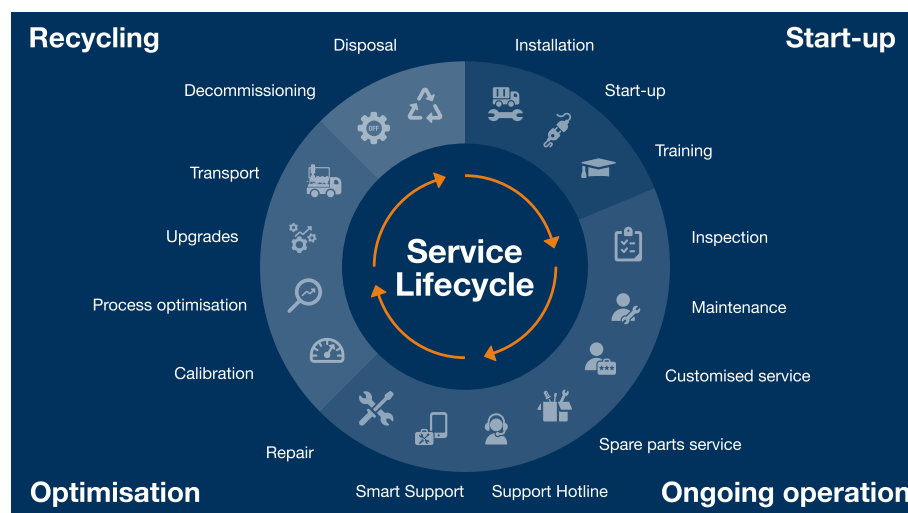 Recycling
Start-up
Disposal
Installation
Decommissioning
Start-up
OFF
Training
Transport
Upgrades
Inspection
Service
Lifecycle
Process optimisation
Maintenance
Calibration
Customised service
Repair
Spare parts service
Smart Support
Support Hotline
Optimisation
Ongoing operation